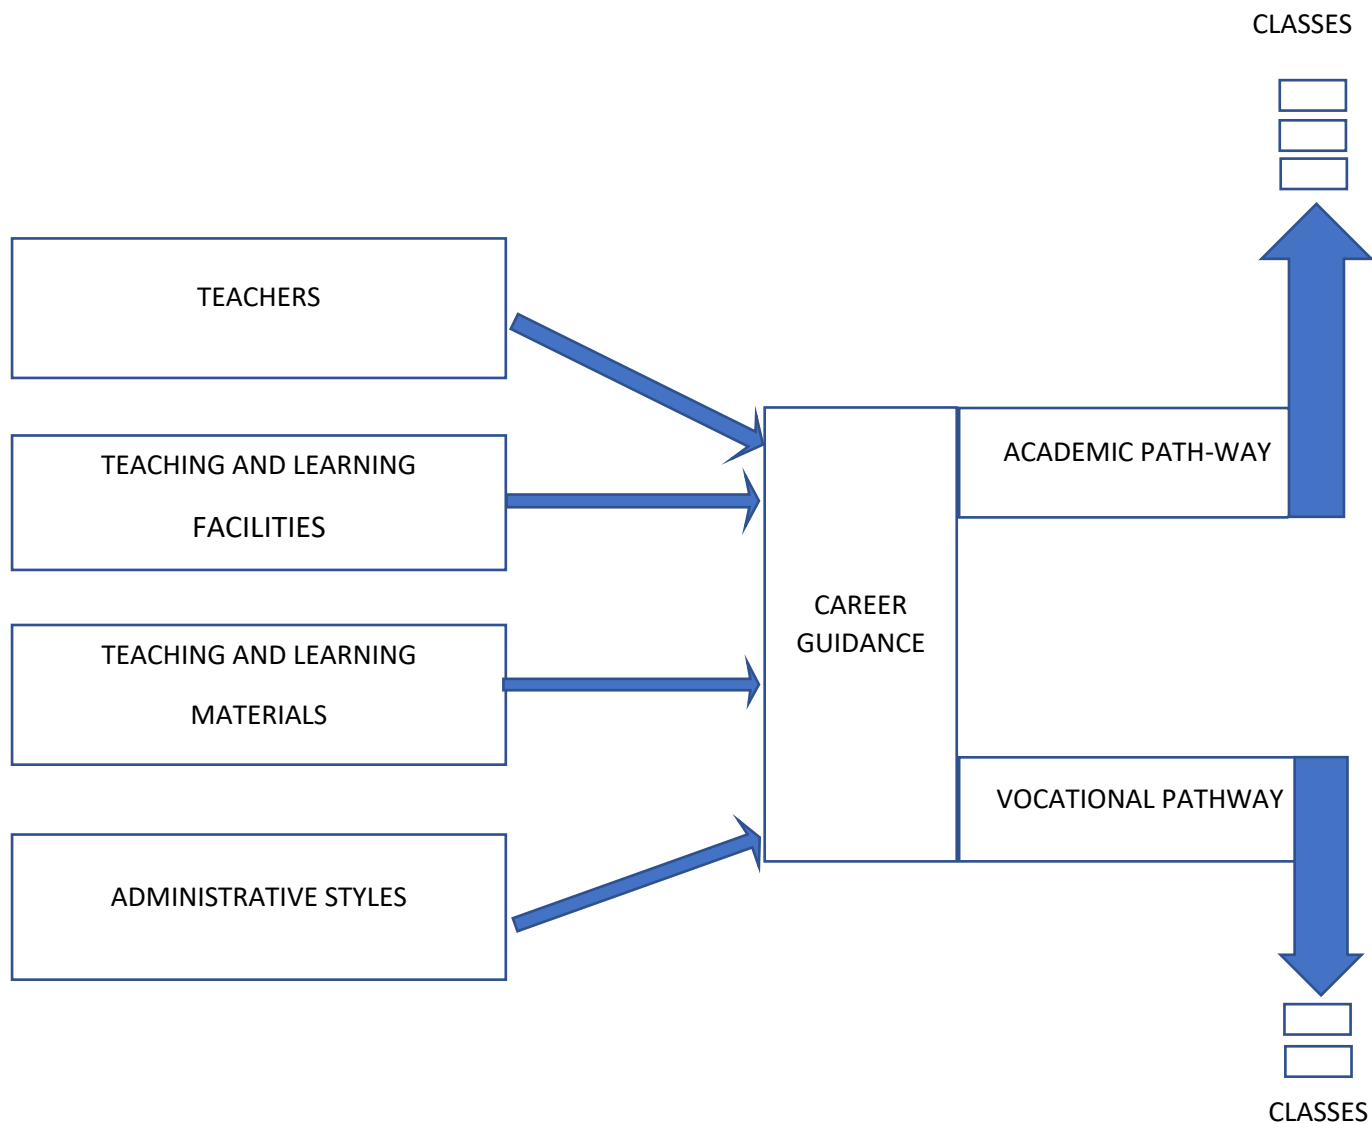 CLASSES
TEACHERS
TEACHING AND LEARNING
FACILITIES
TEACHING AND LEARNING
MATERIALS
ADMINISTRATIVE STYLES
CAREER
GUIDANCE
ACADEMIC PATH-WAY
VOCATIONAL PATHWAY
CLASSES